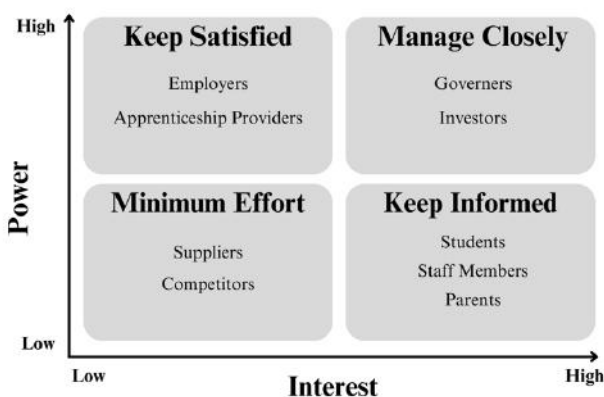 High
Keep Satisfied
Employers
Apprenticeship Providers
Manage Closely
Governers
Investors
Power
Minimum Effort
Suppliers
Competitors
Keep Informed
Students
Staff Members
Parents
Low
Low
Interest
High